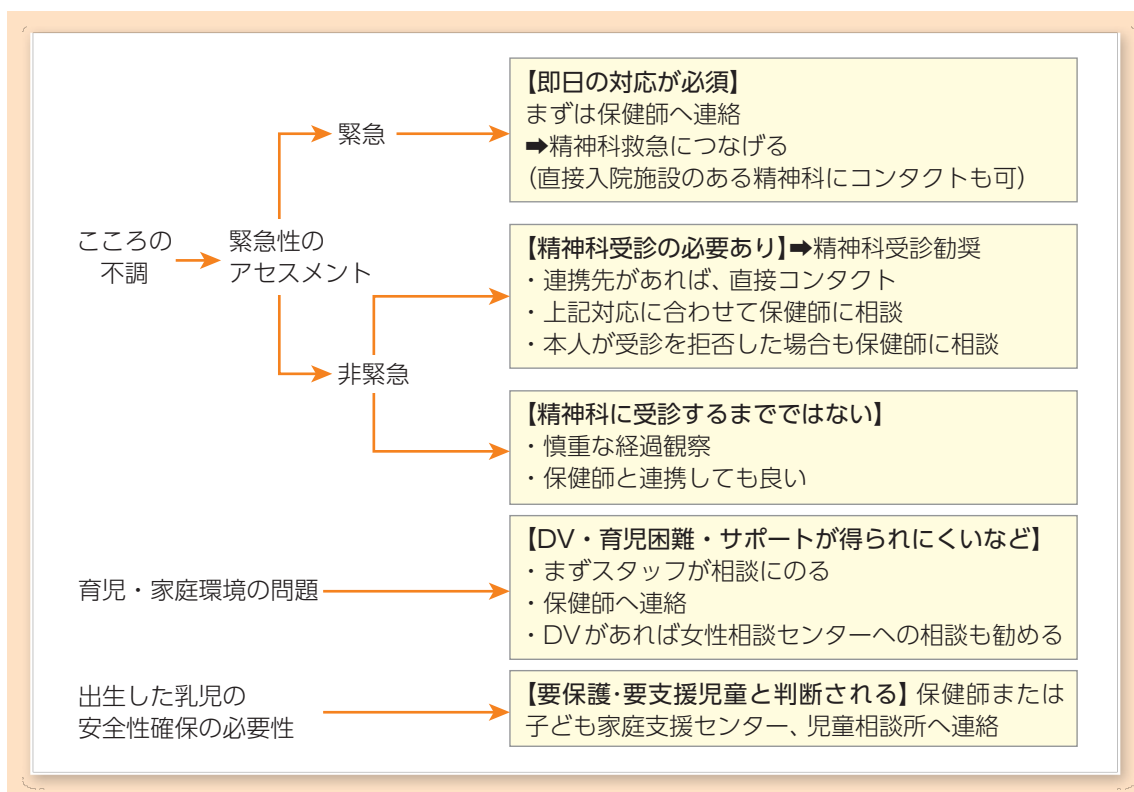 こころの
不調
緊急性の
アセスメント
緊急
【即日の対応が必須】
まずは保健師へ連絡
➡精神科救急につなげる
(直接入院施設のある精神科にコンタクトも可)
非緊急
【精神科受診の必要あり】➡精神科受診勧奨
・連携先があれば、直接コンタクト
・上記対応に合わせて保健師に相談
・本人が受診を拒否した場合も保健師に相談
【精神科に受診するまでではない】
・慎重な経過観察
・保健師と連携しても良い
育児・家庭環境の問題
【DV・育児困難・サポートが得られにくいなど】
・まずスタッフが相談にのる
・保健師へ連絡
・DVがあれば女性相談センターへの相談も勧める
出生した乳児の
安全性確保の必要性
【要保護・要支援児童と判断される】保健師または
子ども家庭支援センター、児童相談所へ連絡